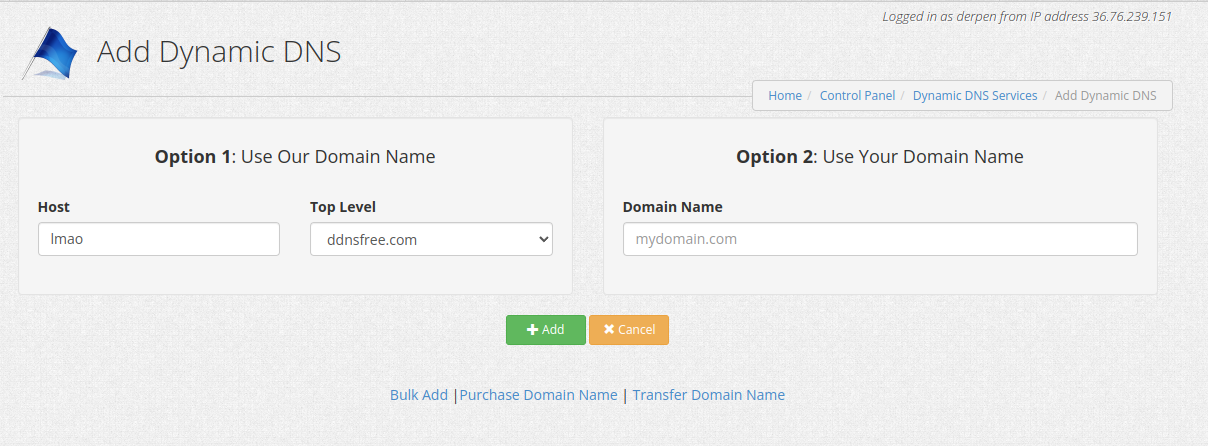 Logged in as derpen from IP address 36.76.239.151
Add Dynamic DNS
Home / Control Panel / Dynamic DNS Services / Add Dynamic DNS
Option 1: Use Our Domain Name
Host Top Level
lmao ddnsfree.com
Option 2: Use Your Domain Name
Domain Name
mydomain.com
Add Cancel
Bulk Add |Purchase Domain Name | Transfer Domain Name